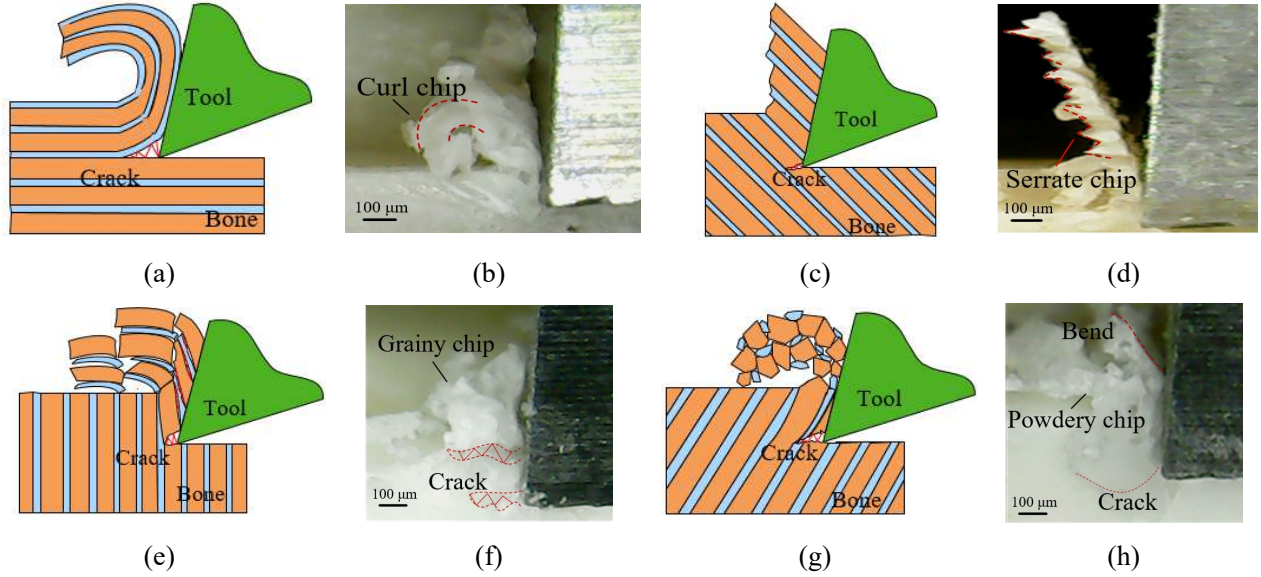 Tool
Crack
Bone
Curl chip
100 μm
Tool
Crack
Bone
Serrate chip
100 μm
(a)
(b)
(c)
(d)
Tool
Crack
Bone
Grainy chip
Crack
100 μm
Tool
Crack
Bone
Bend
Powdery chip
Crack
100 μm
(e)
(f)
(g)
(h)